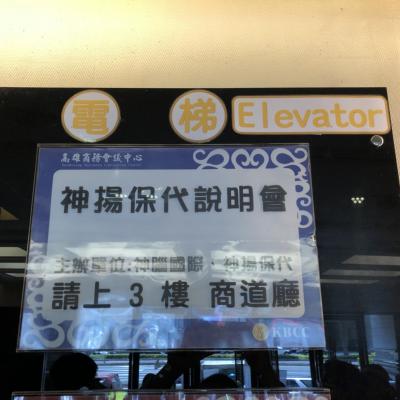 電 梯 Elevator
高雄商務會議中心
神揚保代說明會
主辦單位:神腦國際、神揚保代
請上 3 樓 商道廳
KBCC